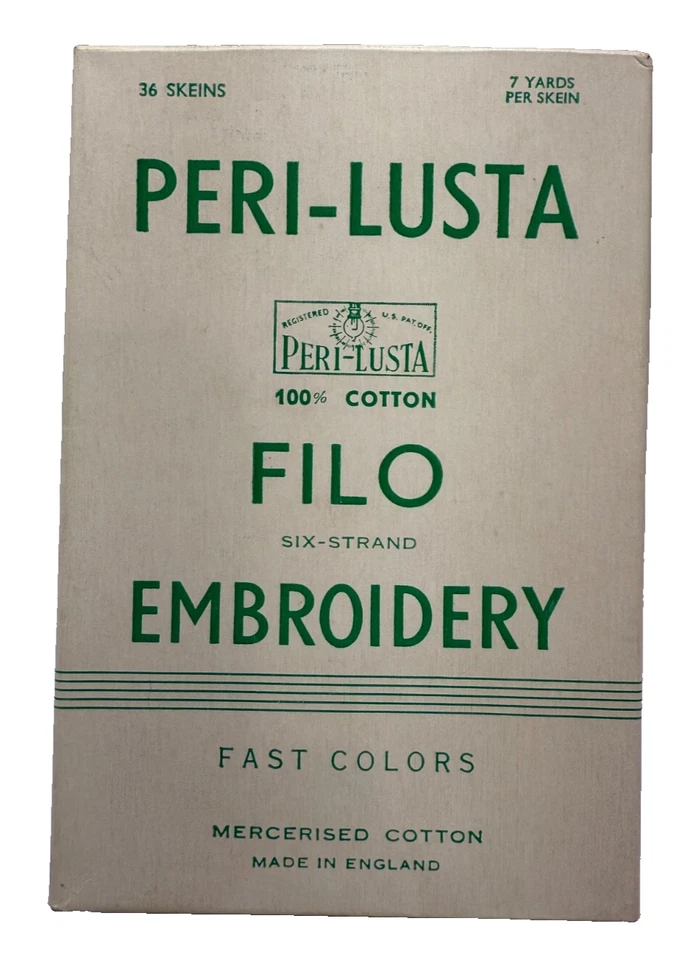 36 SKEINS
7 YARDS
PER SKEIN
PERI-LUSTA
REGISTERED U.S. PAT. OFF.
PERI-LUSTA
100% COTTON
FILO
SIX-STRAND
EMBROIDERY
FAST COLORS
MERCERISED COTTON
MADE IN ENGLAND